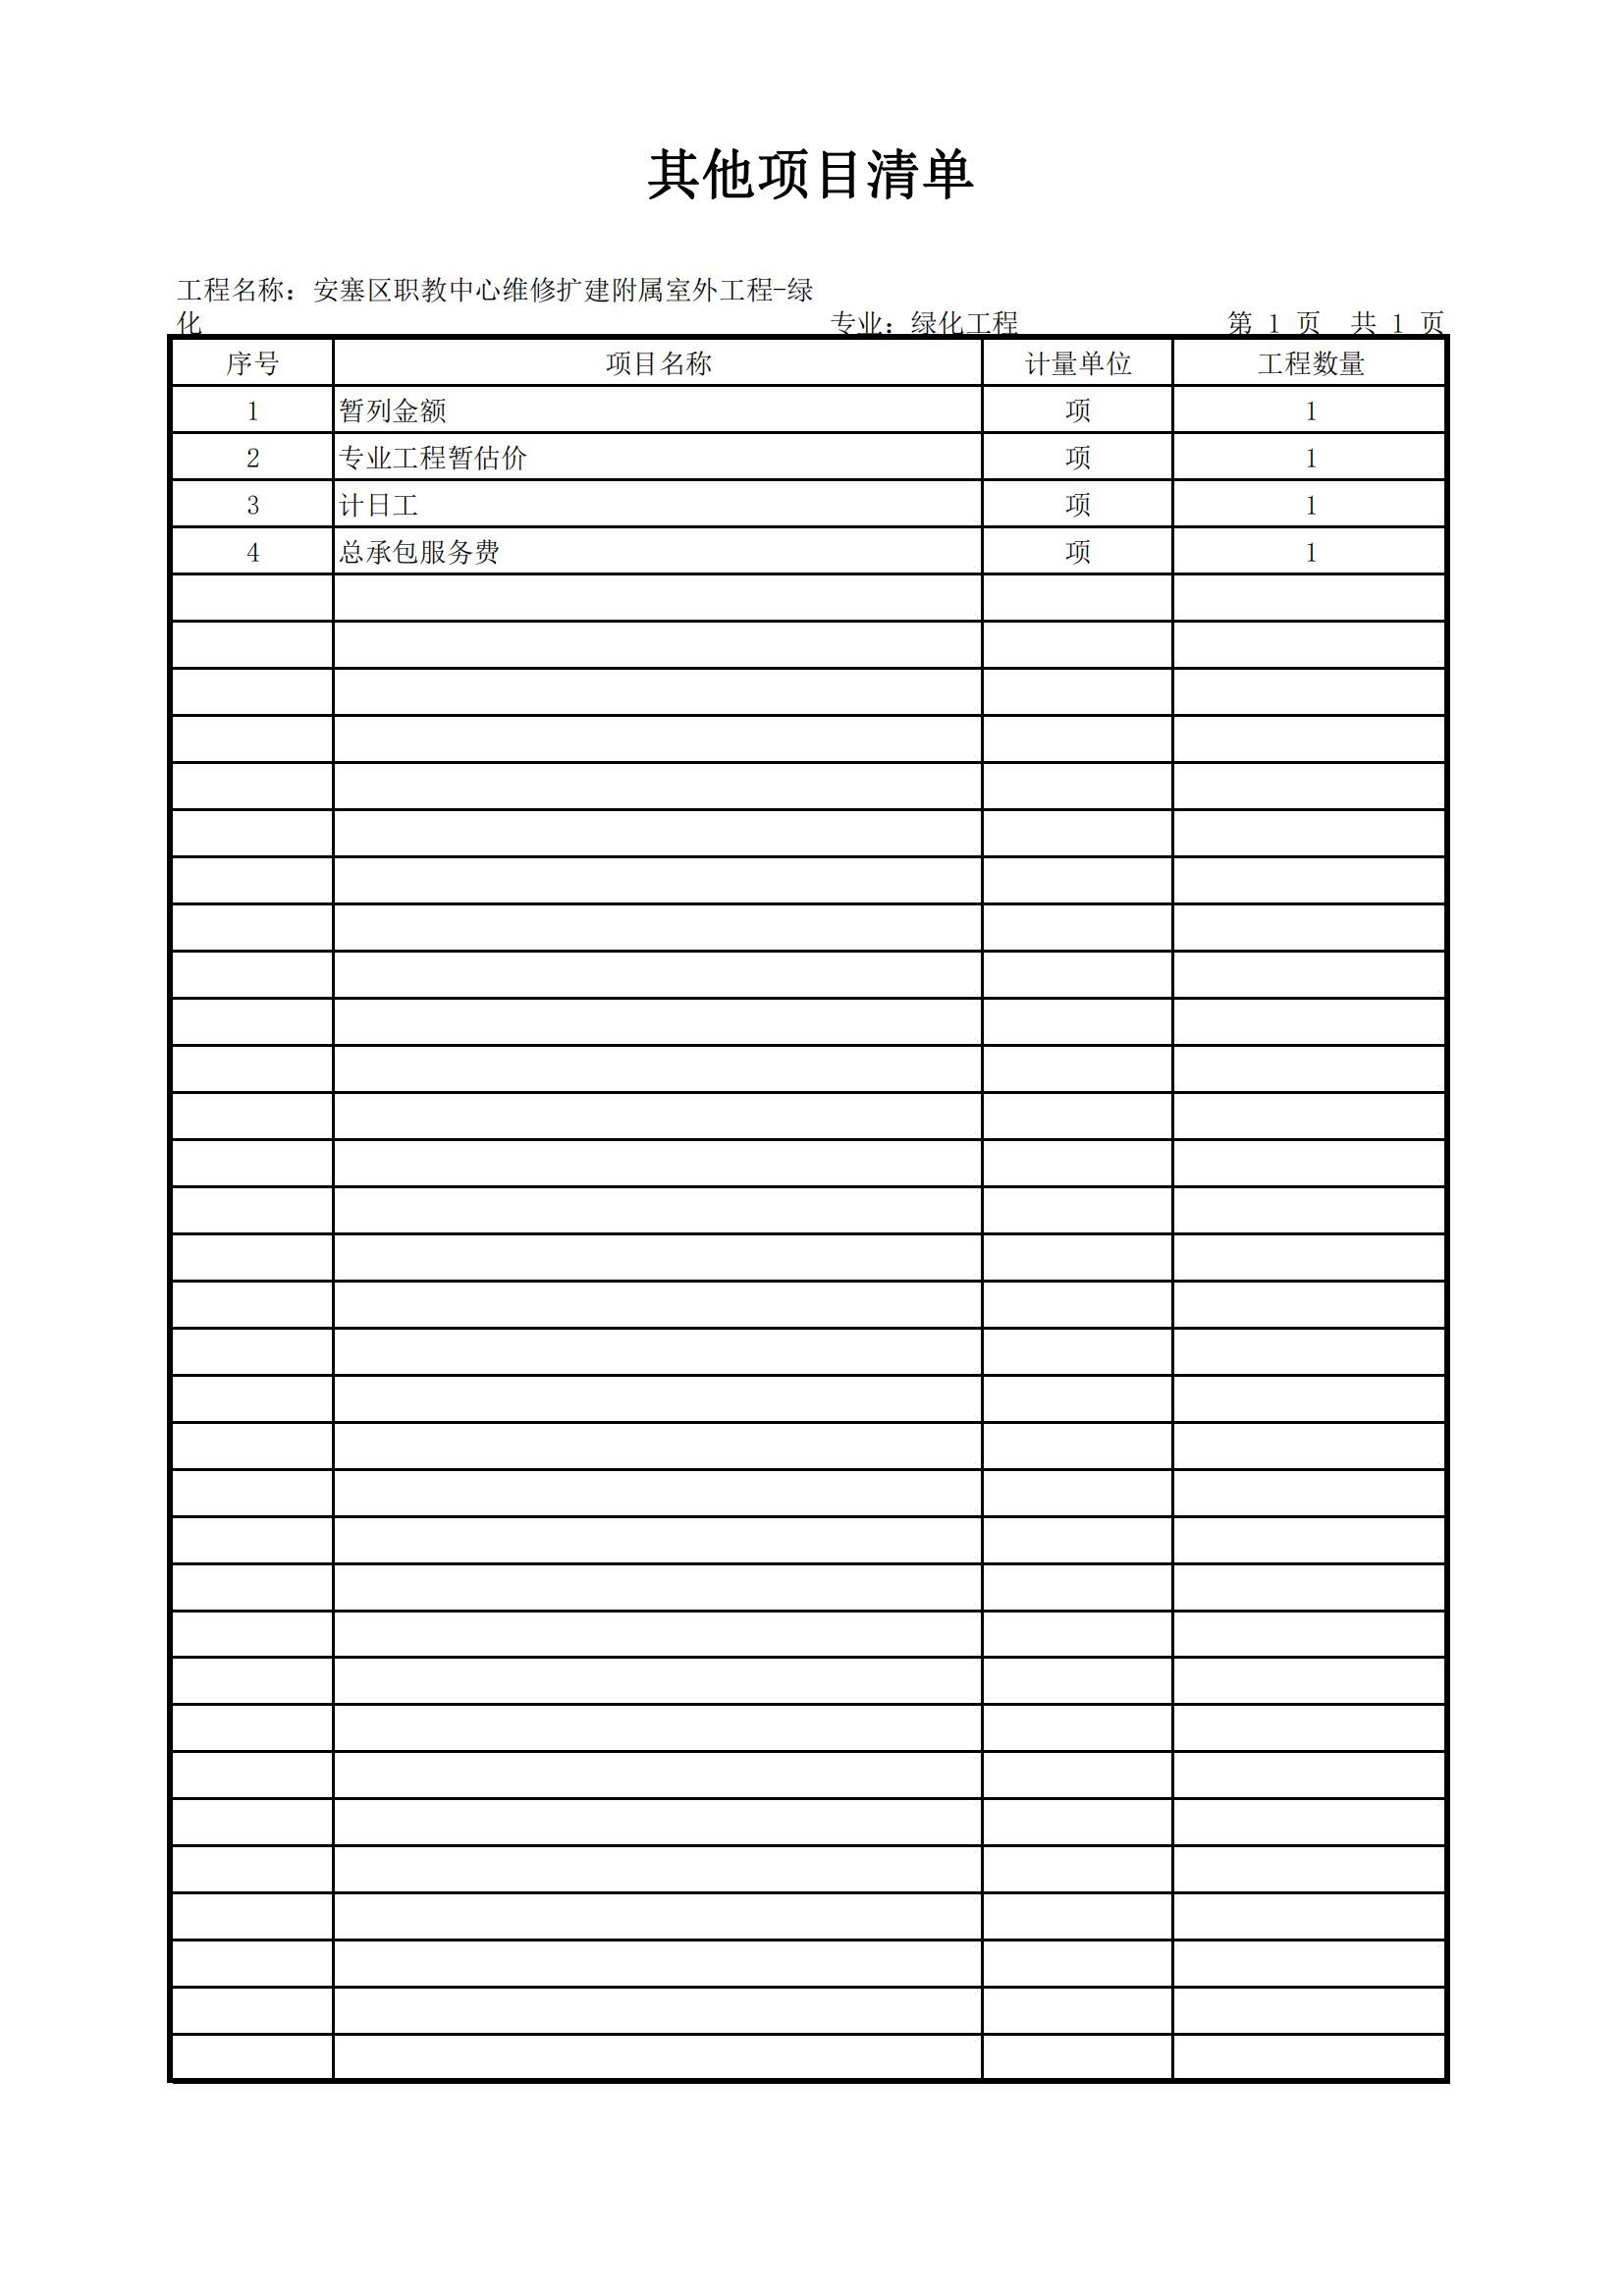 其他项目清单
工程名称：安塞区职教中心维修扩建附属室外工程-绿
化 专业：绿化工程 第 1 页 共 1 页
序号 项目名称 计量单位 工程数量
1 暂列金额 项 1
2 专业工程暂估价 项 1
3 计日工 项 1
4 总承包服务费 项 1